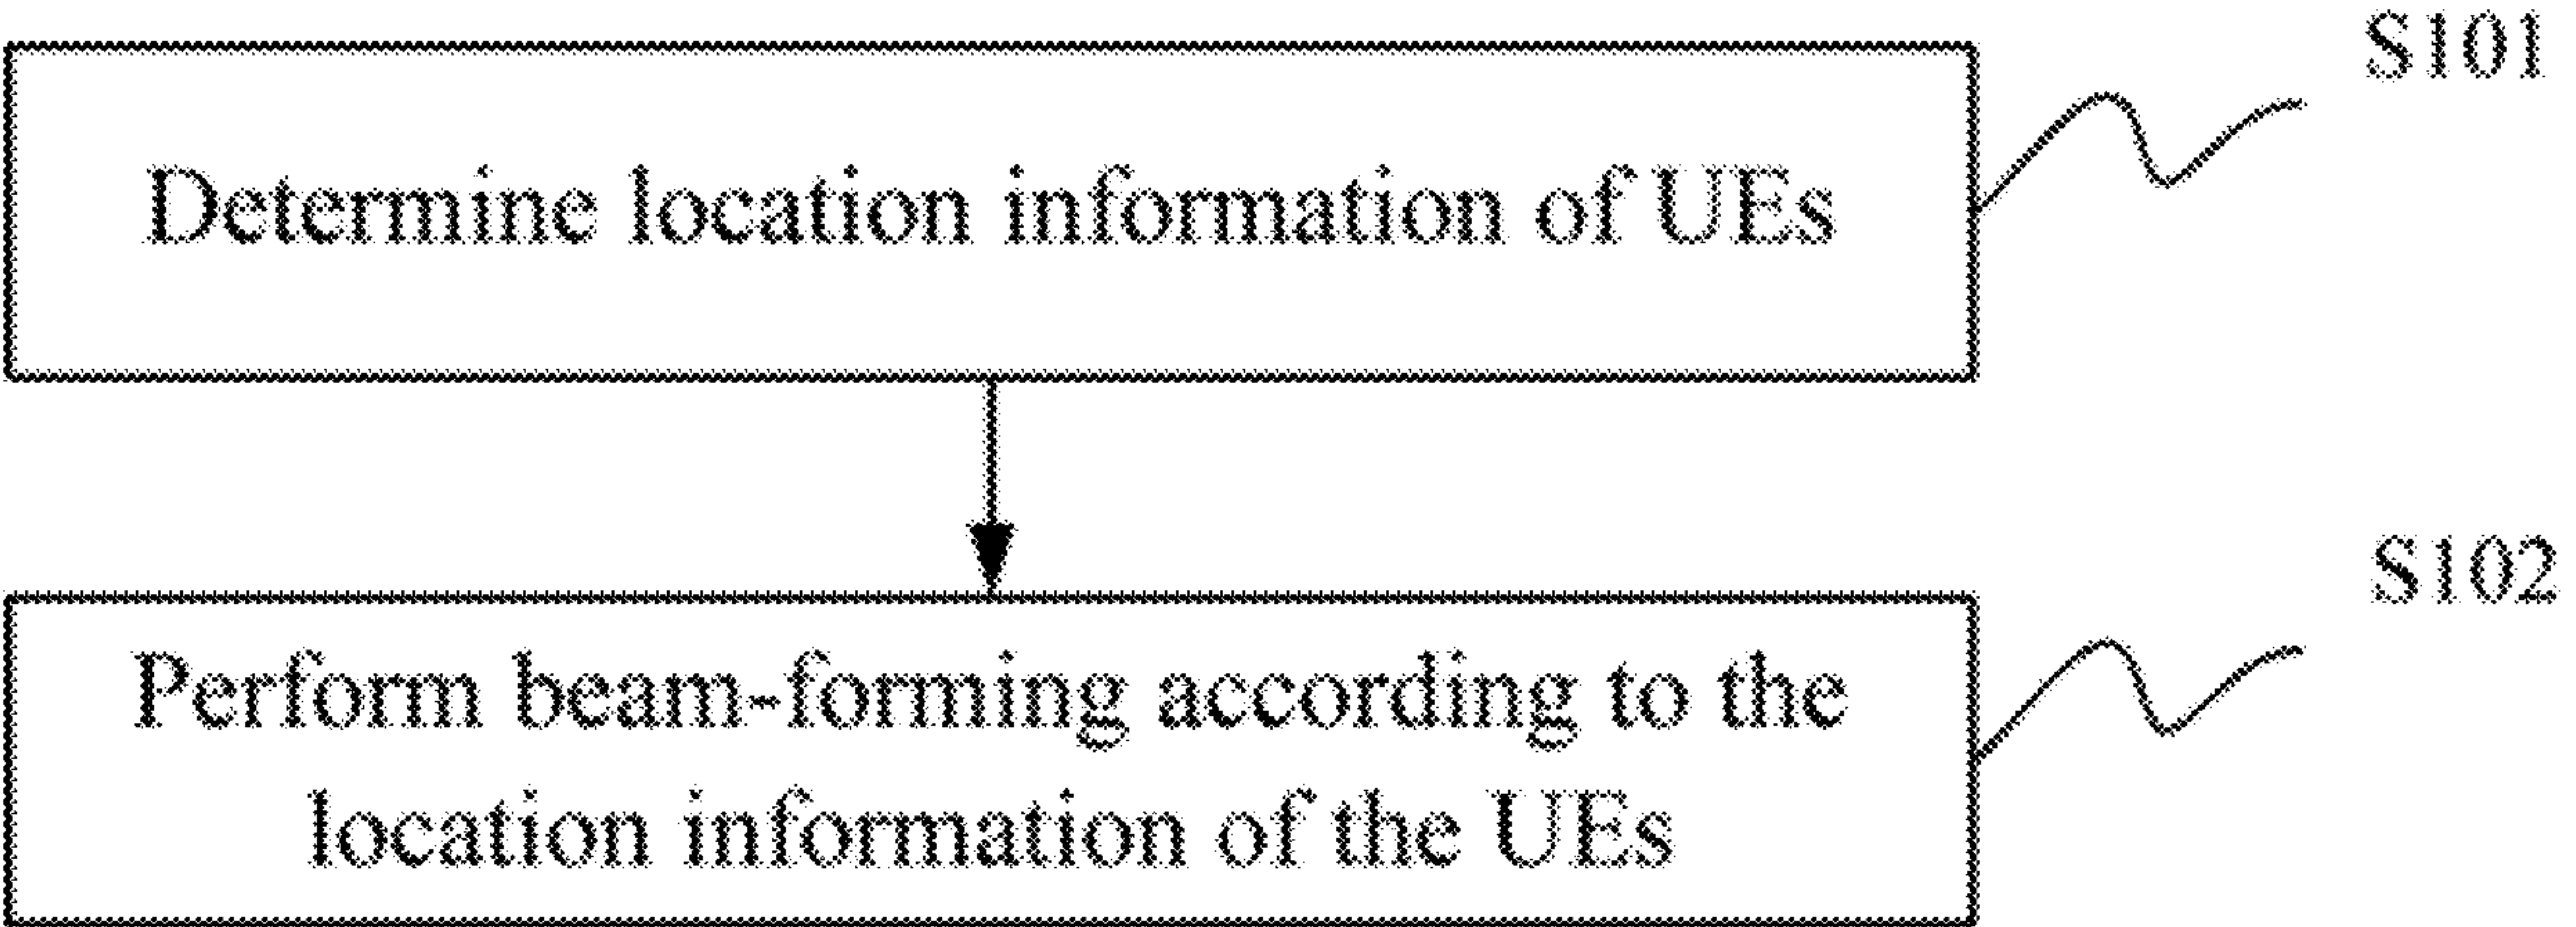 S101
Determine location information of UEs
S102
Perform beam-forming according to the
location information of the UEs